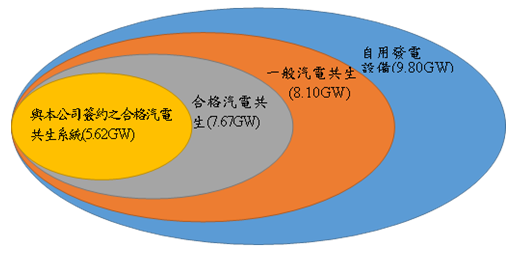 自用發電
設備(9.80GW)
一般汽電共生
(8.10GW)
合格汽電共
生(7.67GW)
與本公司簽約之合格汽電
共生系統(5.62GW)